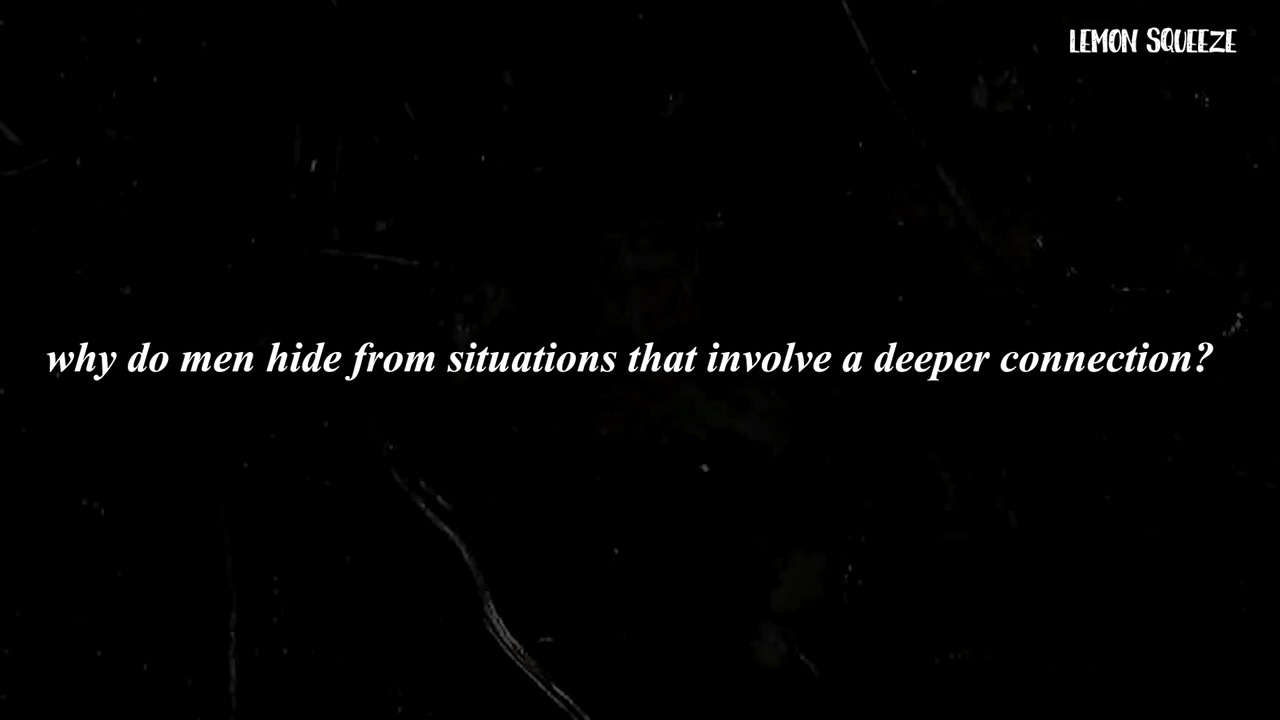 LEMON SQUEEZE
why do men hide from situations that involve a deeper connection?